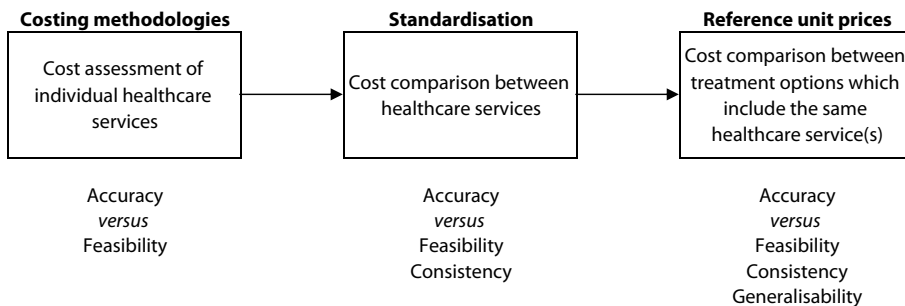 Costing methodologies
Cost assessment of
individual healthcare
services
Accuracy
versus
Feasibility
Standardisation
Cost comparison between
healthcare services
Accuracy
versus
Feasibility
Consistency
Reference unit prices
Cost comparison between
treatment options which
include the same
healthcare service(s)
Accuracy
versus
Feasibility
Consistency
Generalisability